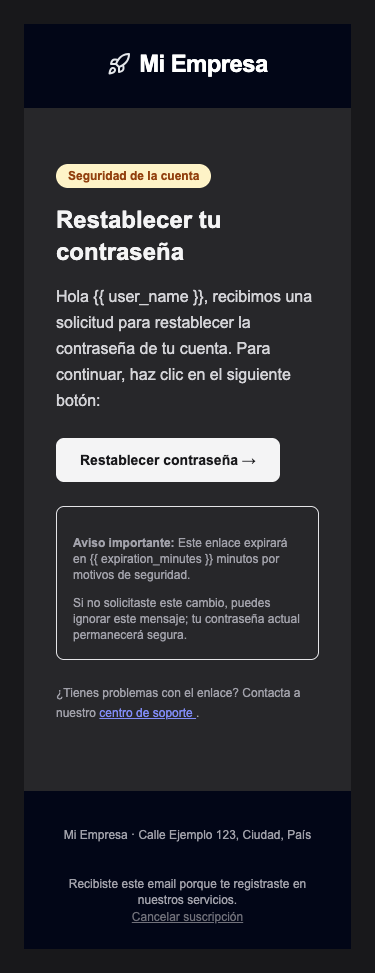 Mi Empresa
Seguridad de la cuenta
Restablecer tu
contraseña
Hola {{ user_name }}, recibimos una
solicitud para restablecer la
contraseña de tu cuenta. Para
continuar, haz clic en el siguiente
botón:
Restablecer contraseña →
Aviso importante: Este enlace expirará
en {{ expiration_minutes }} minutos por
motivos de seguridad.
Si no solicitaste este cambio, puedes
ignorar este mensaje; tu contraseña actual
permanecerá segura.
¿Tienes problemas con el enlace? Contacta a
nuestro centro de soporte .
Mi Empresa · Calle Ejemplo 123, Ciudad, País
Recibiste este email porque te registraste en
nuestros servicios.
Cancelar suscripción